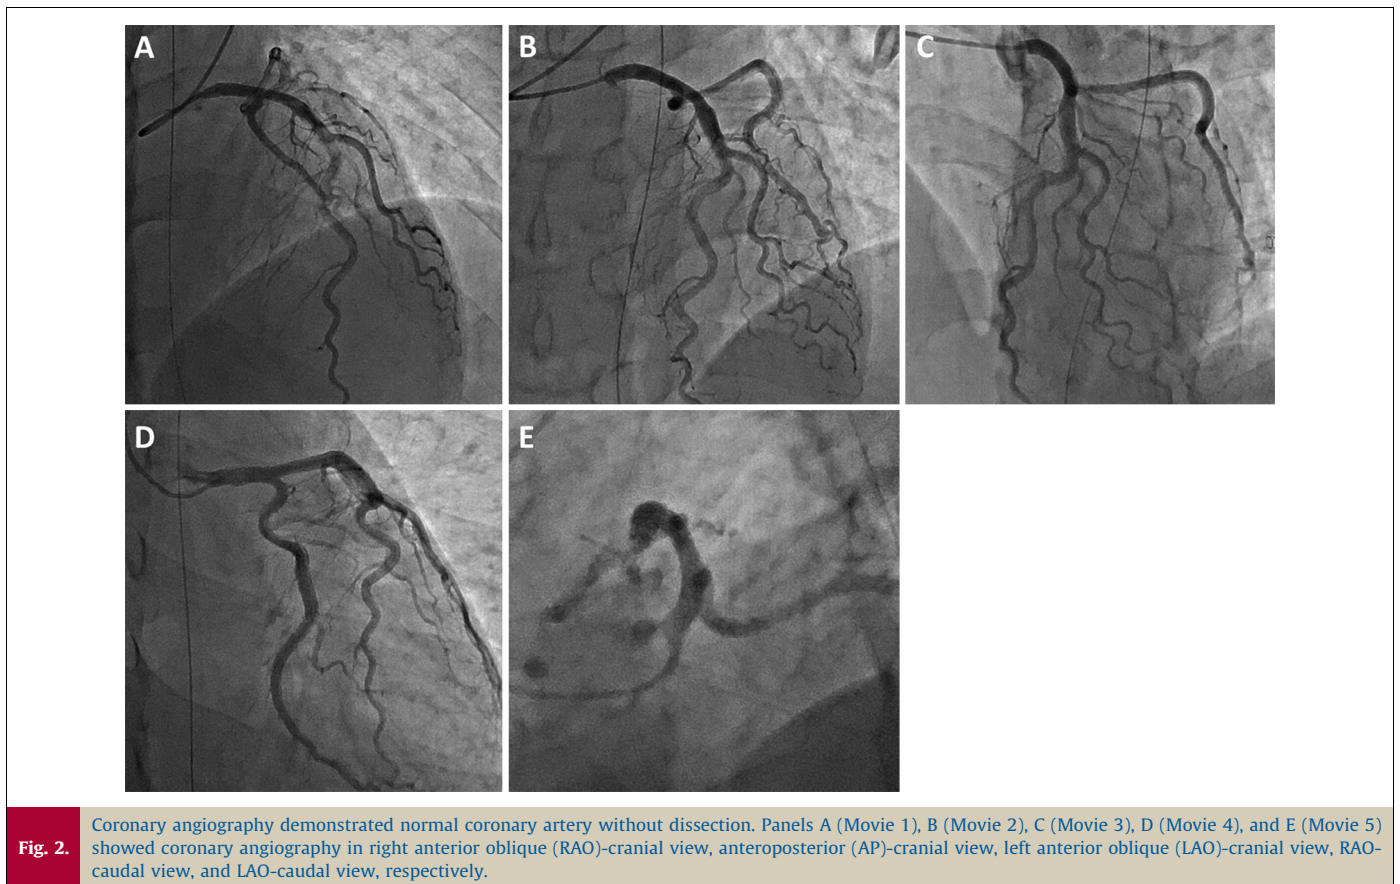 A
B
C
D
E
Fig. 2.
Coronary angiography demonstrated normal coronary artery without dissection. Panels A (Movie 1), B (Movie 2), C (Movie 3), D (Movie 4), and E (Movie 5)
showed coronary angiography in right anterior oblique (RAO)-cranial view, anteroposterior (AP)-cranial view, left anterior oblique (LAO)-cranial view, RAO-
caudal view, and LAO-caudal view, respectively.